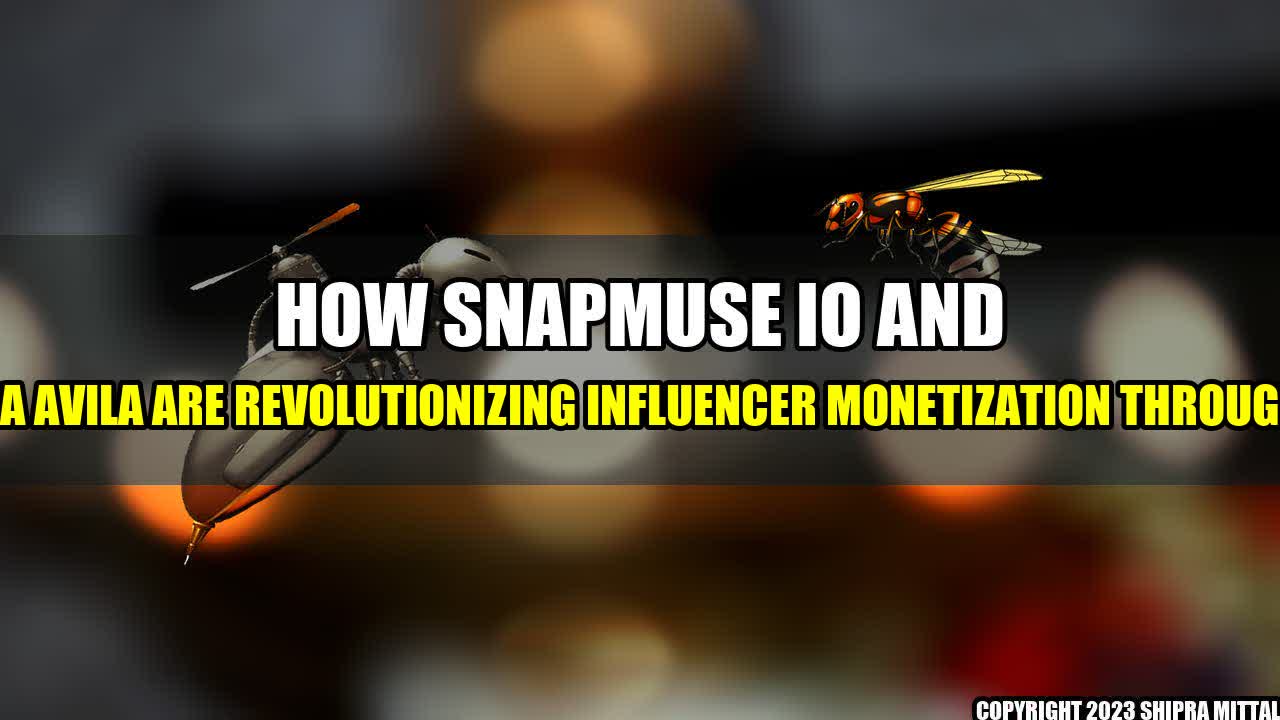 HOW SNAPMUSE IO AND
A AVILA ARE REVOLUTIONIZING INFLUENCER MONETIZATION THROUG
COPYRIGHT 2023 SHIPRA MITTAL